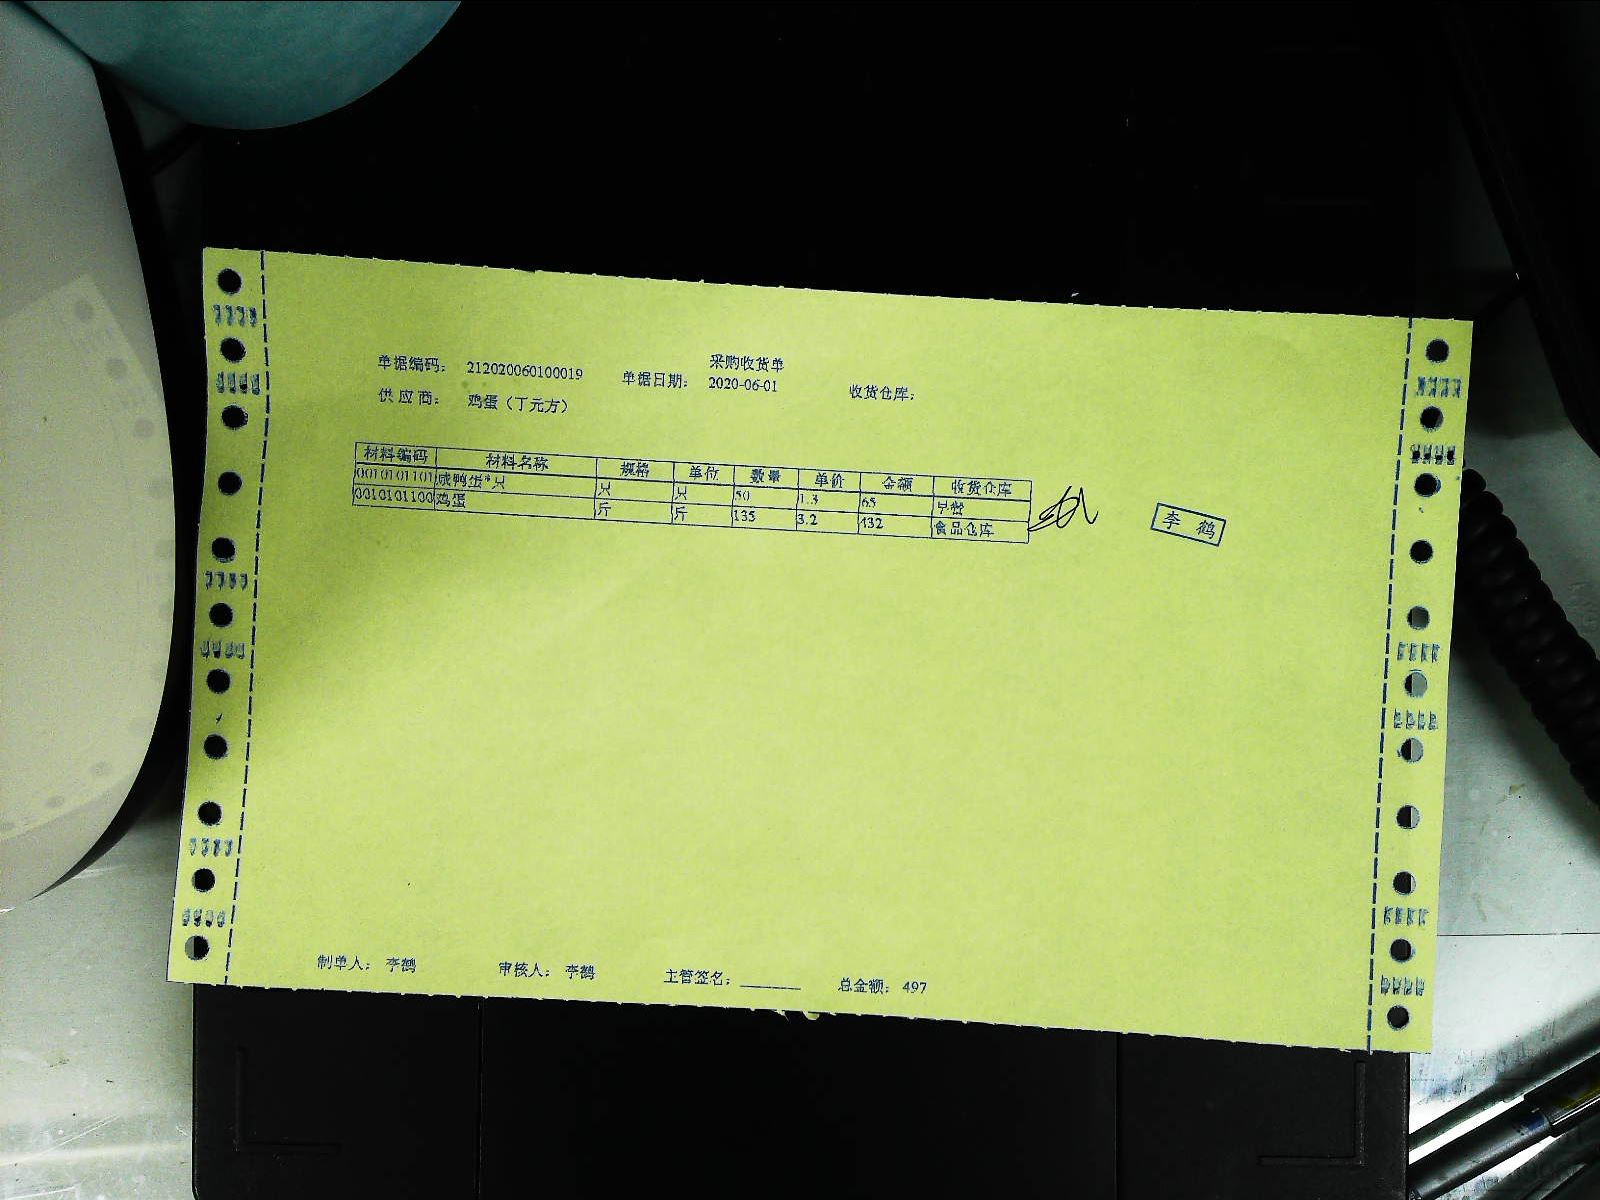 采购收货单
单据编码： 212020060100019 单据日期： 2020-06-01 收货仓库：
供 应 商： 鸡蛋（丁元方）
材料编码 材料名称 规格 单位 数量 单价 金额 收货仓库
0010101101 咸鸭蛋*只 只 只 50 1.3 65 早餐
0010101100 鸡蛋 斤 斤 135 3.2 432 食品仓库
李 鹤
制单人： 李鹤 审核人： 李鹤 主管签名：______ 总金额： 497